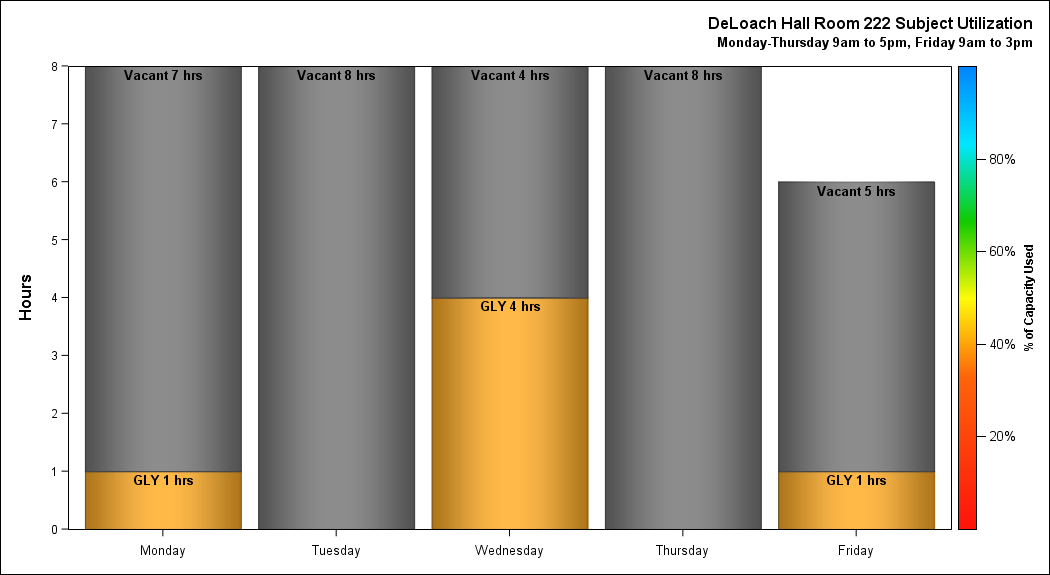 DeLoach Hall Room 222 Subject Utilization
Monday-Thursday 9am to 5pm, Friday 9am to 3pm
8
7
6
5
4
3
2
1
0
Hours
Vacant 7 hrs
Vacant 8 hrs
Vacant 4 hrs
Vacant 8 hrs
Vacant 5 hrs
GLY 4 hrs
GLY 1 hrs
GLY 1 hrs
Monday
Tuesday
Wednesday
Thursday
Friday
80%
60%
40%
20%
% of Capacity Used